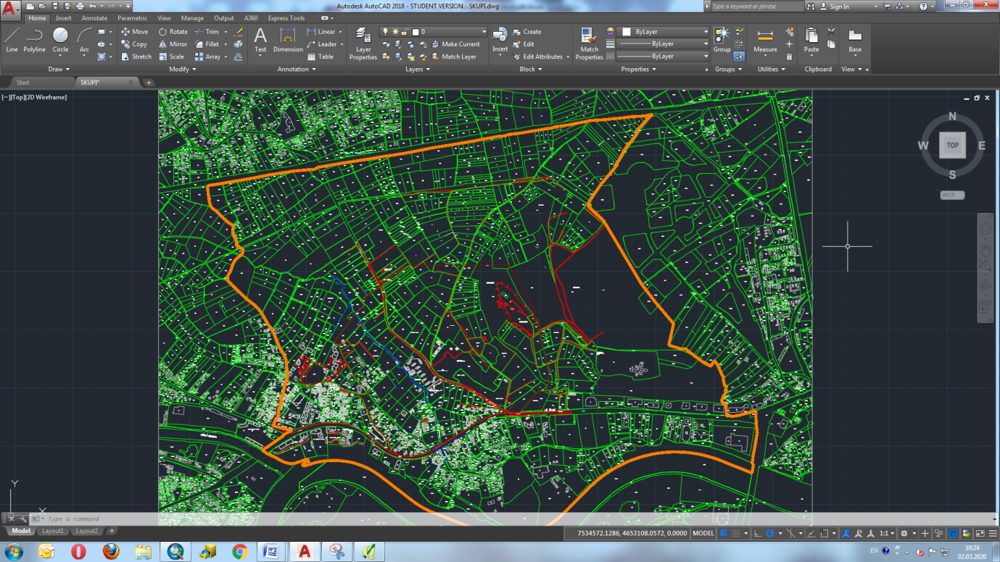 Autodesk AutoCAD 2018 - STUDENT VERSION SKUPI.dwg
Type a keyword or phrase
Sign In
Home Insert Annotate Parametric View Manage Output A360 Express Tools
Line Polyline Circle Arc
Move Rotate Trim
Copy Mirror Fillet
Stretch Scale Array
Text Dimension
Linear
Leader
Table
Layer Properties
0
Make Current
Match Layer
Insert
Create
Edit
Edit Attributes
Match Properties
ByLayer
ByLayer
ByLayer
Group
Measure
Paste
Base
Draw Modify Annotation Layers Block Properties Groups Utilities Clipboard View
Start SKUPI*
[−][Top][2D Wireframe]
N
W TOP E
S
WCS
Y
X
Type a command
Model Layout1 Layout2
7534572.1286, 4653108.0572, 0.0000 MODEL
1:1
EN
10:24
02.03.2020